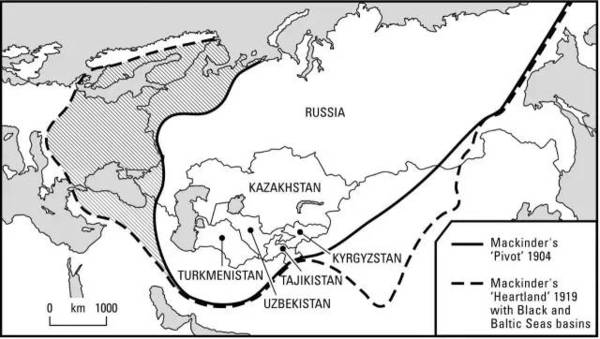 RUSSIA
KAZAKHSTAN
KYRGYZSTAN
TURKMENISTAN
TAJIKISTAN
UZBEKISTAN
0 km 1000
Mackinder's
'Pivot' 1904
Mackinder's
'Heartland' 1919
with Black and
Baltic Seas basins